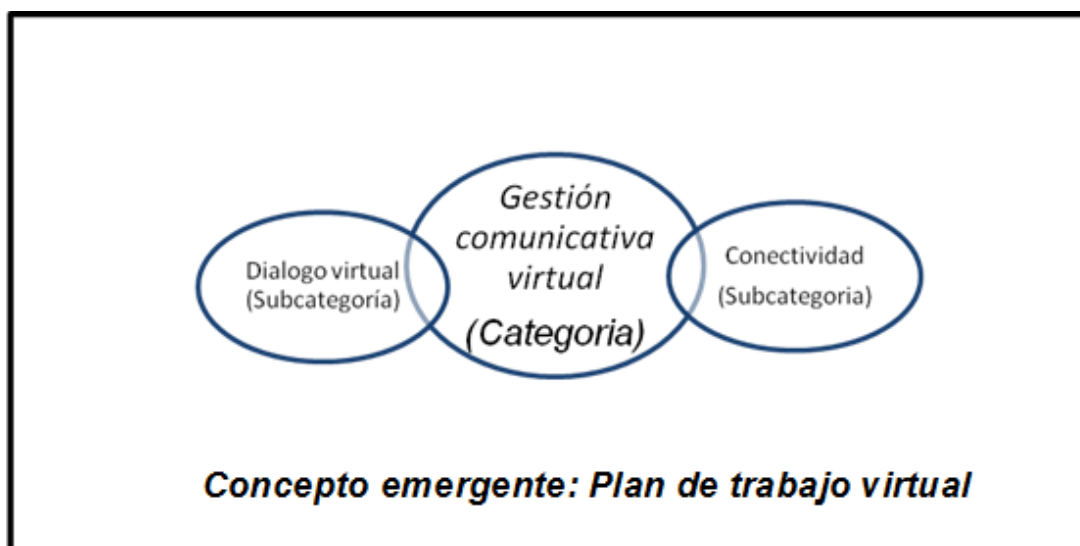 Dialogo virtual
(Subcategoría)
Gestión
comunicativa
virtual
(Categoria)
Conectividad
(Subcategoria)
Concepto emergente: Plan de trabajo virtual